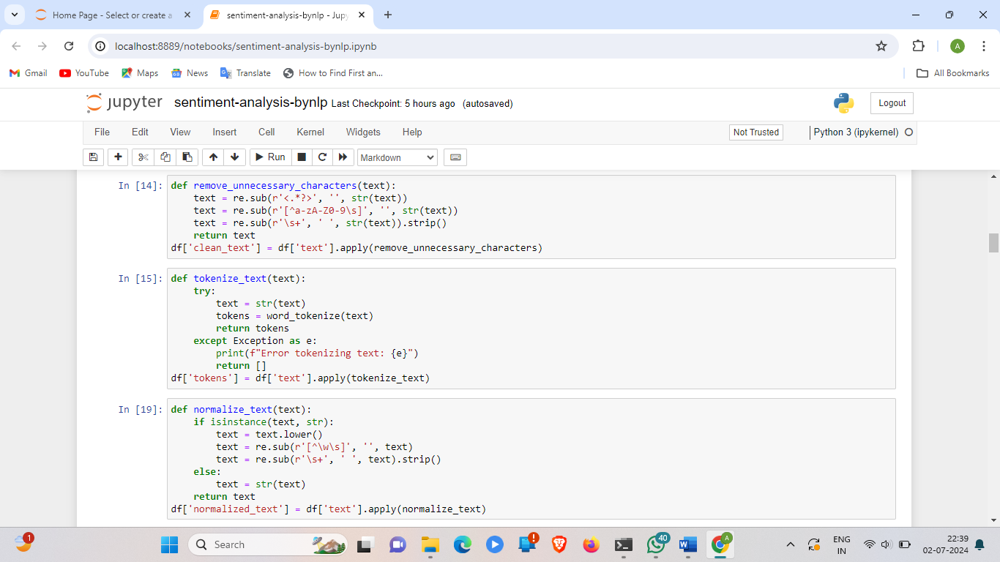 Home Page - Select or create a
sentiment-analysis-bynlp - Jupy
localhost:8889/notebooks/sentiment-analysis-bynlp.ipynb
A
Gmail
YouTube
Maps
News
Translate
How to Find First an...
All Bookmarks
jupyter
sentiment-analysis-bynlp Last Checkpoint: 5 hours ago (autosaved)
Logout
File Edit View Insert Cell Kernel Widgets Help
Not Trusted
Python 3 (ipykernel)
Run
Markdown
In [14]: def remove_unnecessary_characters(text):
    text = re.sub(r'<.*?>', '', str(text))
    text = re.sub(r'[^a-zA-Z0-9\s]', '', str(text))
    text = re.sub(r'\s+', ' ', str(text)).strip()
    return text
df['clean_text'] = df['text'].apply(remove_unnecessary_characters)
In [15]: def tokenize_text(text):
    try:
        text = str(text)
        tokens = word_tokenize(text)
        return tokens
    except Exception as e:
        print(f"Error tokenizing text: {e}")
        return []
df['tokens'] = df['text'].apply(tokenize_text)
In [19]: def normalize_text(text):
    if isinstance(text, str):
        text = text.lower()
        text = re.sub(r'[^\w\s]', '', text)
        text = re.sub(r'\s+', ' ', text).strip()
    else:
        text = str(text)
    return text
df['normalized_text'] = df['text'].apply(normalize_text)
1
Search
40
A
ENG
IN
22:39
02-07-2024